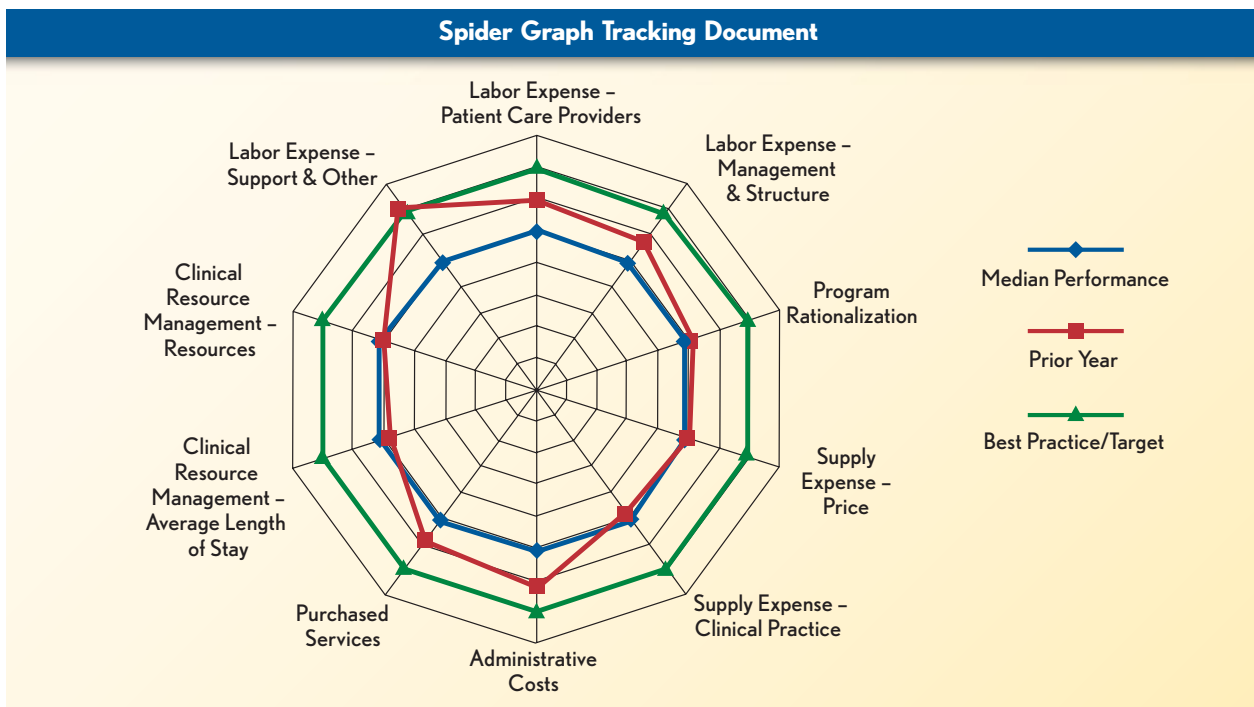 Spider Graph Tracking Document
Labor Expense –
Patient Care Providers
Labor Expense –
Management
& Structure
Program
Rationalization
Supply
Expense –
Price
Supply Expense –
Clinical Practice
Administrative
Costs
Purchased
Services
Clinical
Resource
Management –
Average Length
of Stay
Clinical
Resource
Management –
Resources
Labor Expense –
Support & Other
Median Performance
Prior Year
Best Practice/Target